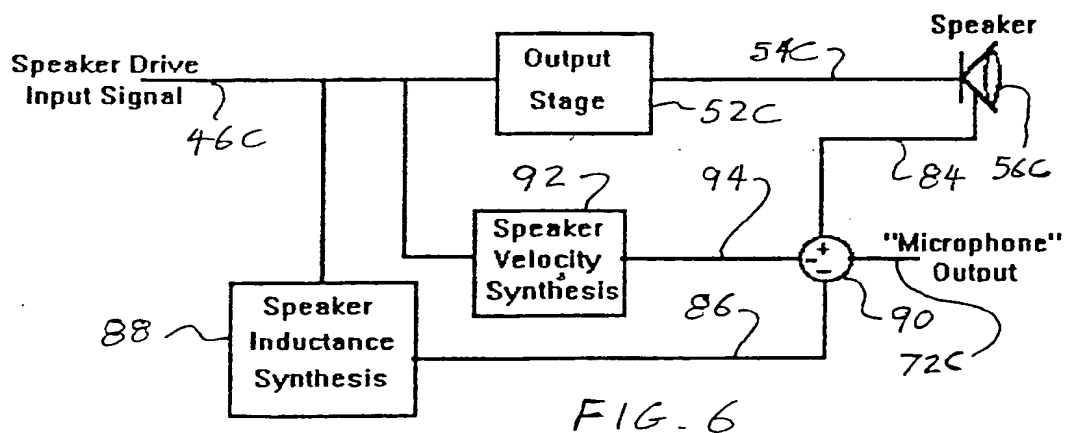 Speaker
Speaker Drive
Input Signal
Output
Stage
54C
46C
52C
56C
84
92
94
Speaker
Velocity
Synthesis
+
-
-
"Microphone"
Output
90
72C
86
88
Speaker
Inductance
Synthesis
FIG. 6